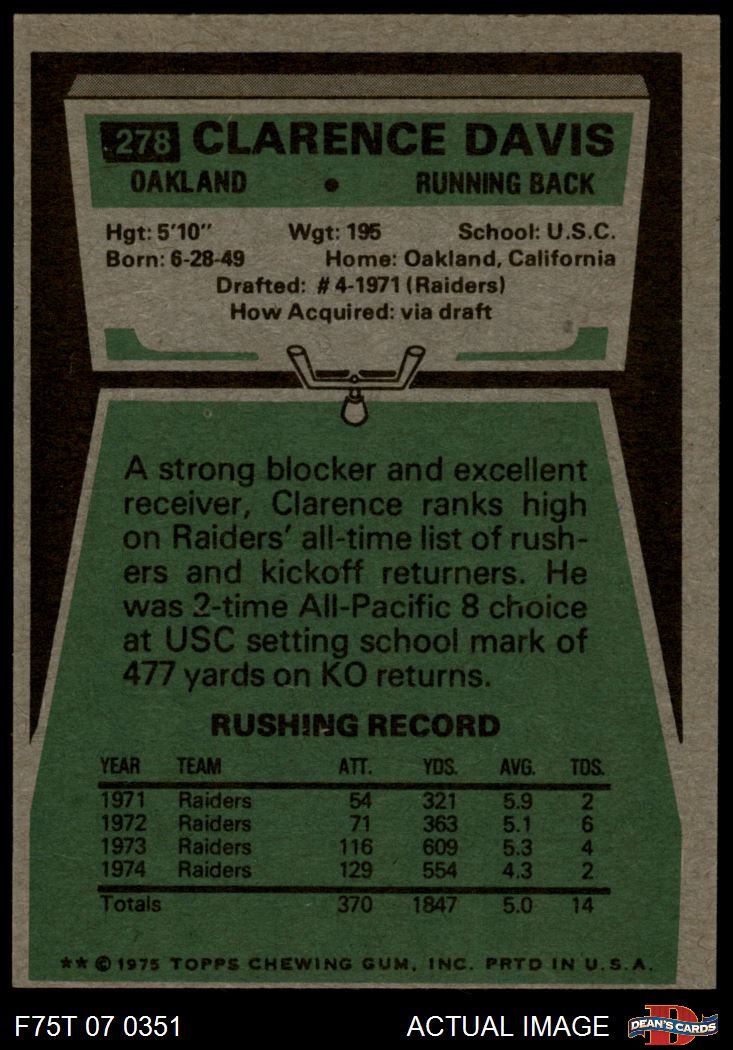 278 CLARENCE DAVIS
OAKLAND • RUNNING BACK
Hgt: 5'10" Wgt: 195 School: U.S.C.
Born: 6-28-49 Home: Oakland, California
Drafted: #4-1971 (Raiders)
How Acquired: via draft
A strong blocker and excellent
receiver, Clarence ranks high
on Raiders' all-time list of rush-
ers and kickoff returners. He
was 2-time All-Pacific 8 choice
at USC setting school mark of
477 yards on KO returns.
RUSHING RECORD
YEAR TEAM ATT. YDS. AVG. TDS.
1971 Raiders 54 321 5.9 2
1972 Raiders 71 363 5.1 6
1973 Raiders 116 609 5.3 4
1974 Raiders 129 554 4.3 2
Totals 370 1847 5.0 14
** © 1975 TOPPS CHEWING GUM, INC. PRTD IN U.S.A.
F75T 07 0351 ACTUAL IMAGE DEAN'S CARDS